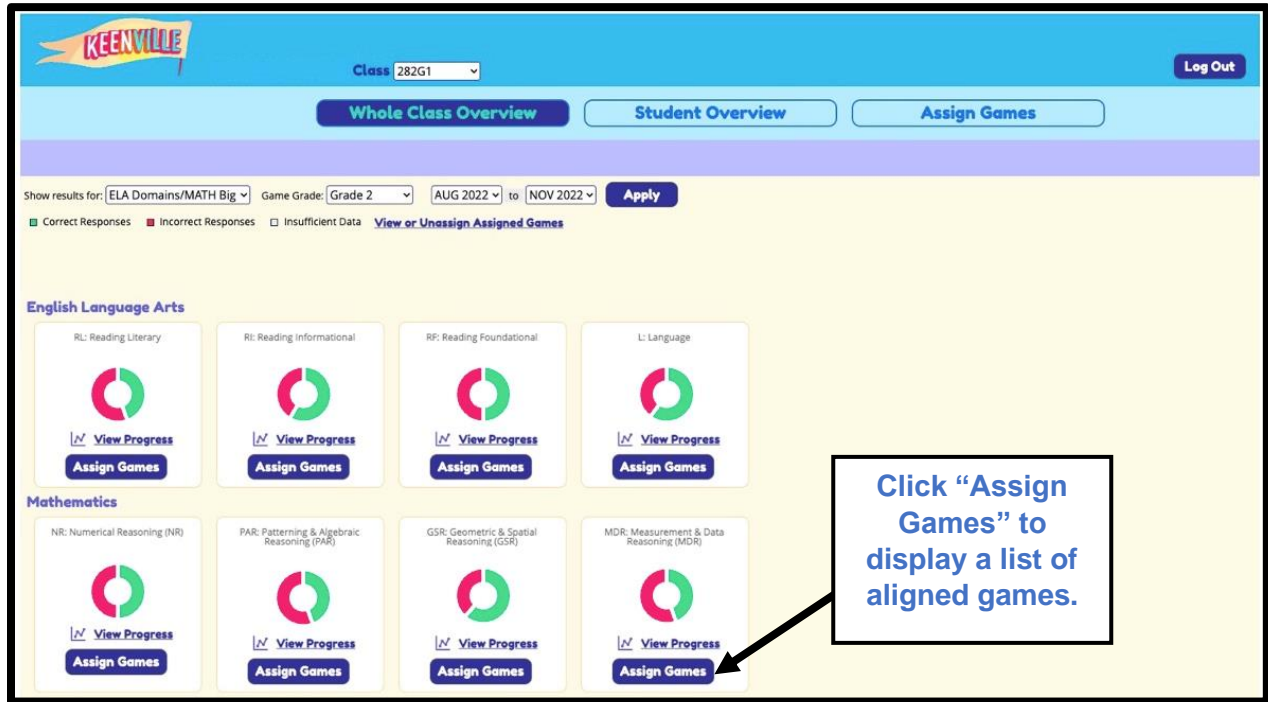 KEENVILLE
Class 282G1
Log Out
Whole Class Overview Student Overview Assign Games
Show results for: ELA Domains/MATH Big Game Grade: Grade 2 AUG 2022 to NOV 2022 Apply
Correct Responses Incorrect Responses Insufficient Data View or Unassign Assigned Games
English Language Arts
RL: Reading Literary RI: Reading Informational RF: Reading Foundational L: Language
View Progress View Progress View Progress View Progress
Assign Games Assign Games Assign Games Assign Games
Mathematics
NR: Numerical Reasoning (NR)
PAR: Patterning & Algebraic
Reasoning (PAR)
GSR: Geometric & Spatial
Reasoning (GSR)
MDR: Measurement & Data
Reasoning (MDR)
View Progress View Progress View Progress View Progress
Assign Games Assign Games Assign Games Assign Games
Click “Assign
Games” to
display a list of
aligned games.